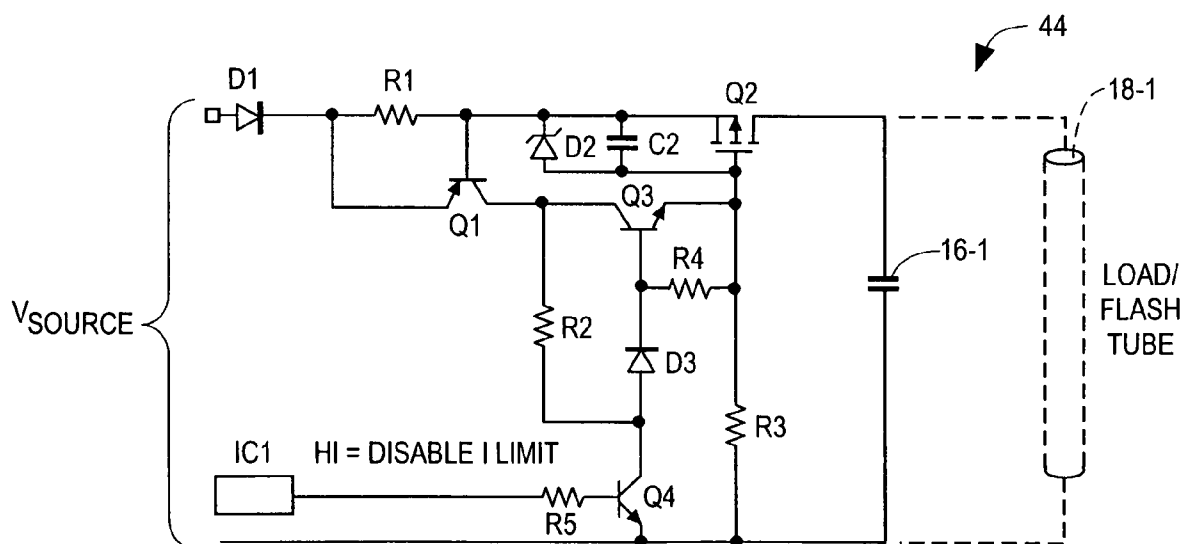 44
D1
R1
Q2
18-1
D2
C2
Q3
Q1
R4
16-1
VSOURCE
R2
D3
LOAD/
FLASH
TUBE
R3
IC1
HI = DISABLE I LIMIT
Q4
R5